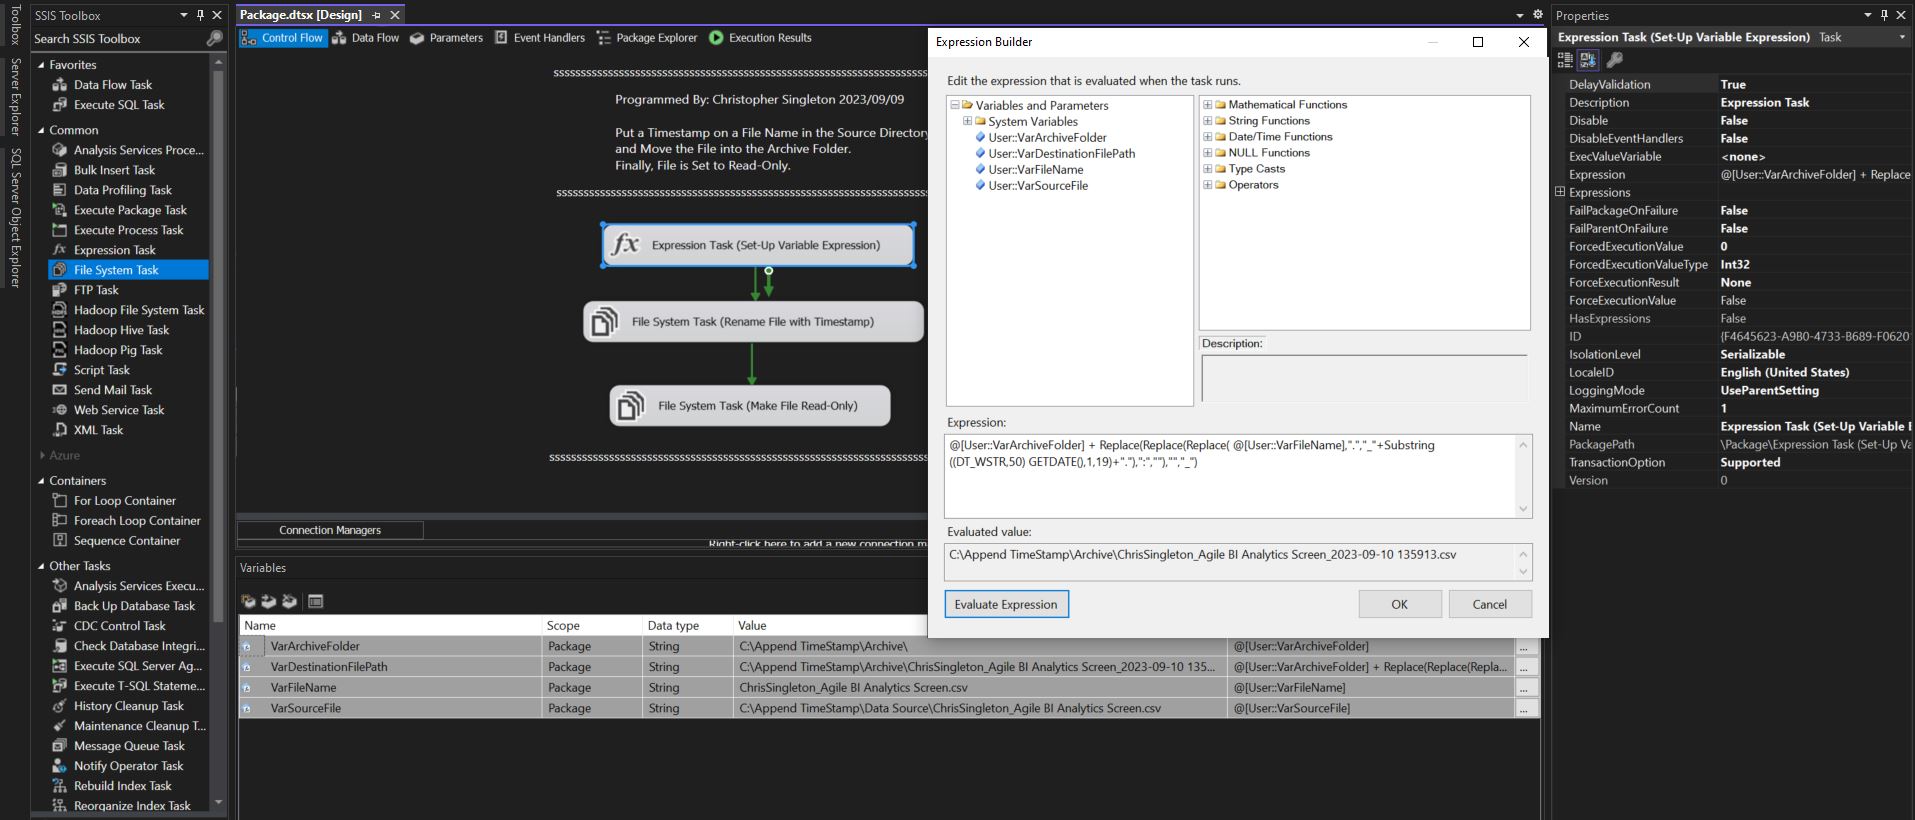 Toolbox
Server Explorer
SQL Server Object Explorer
SSIS Toolbox
Search SSIS Toolbox
Favorites
Data Flow Task
Execute SQL Task
Common
Analysis Services Proce...
Bulk Insert Task
Data Profiling Task
Execute Package Task
Execute Process Task
Expression Task
File System Task
FTP Task
Hadoop File System Task
Hadoop Hive Task
Hadoop Pig Task
Script Task
Send Mail Task
Web Service Task
XML Task
Azure
Containers
For Loop Container
Foreach Loop Container
Sequence Container
Other Tasks
Analysis Services Execu...
Back Up Database Task
CDC Control Task
Check Database Integri...
Execute SQL Server Ag...
Execute T-SQL Stateme...
History Cleanup Task
Maintenance Cleanup T...
Message Queue Task
Notify Operator Task
Rebuild Index Task
Reorganize Index Task
Package.dtsx [Design]
Control Flow
Data Flow
Parameters
Event Handlers
Package Explorer
Execution Results
Programmed By: Christopher Singleton 2023/09/09
Put a Timestamp on a File Name in the Source Directory
and Move the File into the Archive Folder.
Finally, File is Set to Read-Only.
fx Expression Task (Set-Up Variable Expression)
File System Task (Rename File with Timestamp)
File System Task (Make File Read-Only)
Connection Managers
Right-click here to add a new connection m
Variables
Name Scope Data type Value
VarArchiveFolder Package String C:\Append TimeStamp\Archive\ @[User::VarArchiveFolder] ...
VarDestinationFilePath Package String C:\Append TimeStamp\Archive\ChrisSingleton_Agile BI Analytics Screen_2023-09-10 135... @[User::VarArchiveFolder] + Replace(Replace(Repla... ...
VarFileName Package String ChrisSingleton_Agile BI Analytics Screen.csv @[User::VarFileName] ...
VarSourceFile Package String C:\Append TimeStamp\Data Source\ChrisSingleton_Agile BI Analytics Screen.csv @[User::VarSourceFile] ...
Expression Builder
Edit the expression that is evaluated when the task runs.
Variables and Parameters
System Variables
User::VarArchiveFolder
User::VarDestinationFilePath
User::VarFileName
User::VarSourceFile
Mathematical Functions
String Functions
Date/Time Functions
NULL Functions
Type Casts
Operators
Description:
Expression:
@[User::VarArchiveFolder] + Replace(Replace(Replace( @[User::VarFileName],".","_"+Substring
((DT_WSTR,50) GETDATE(),1,19)+"."),":",""),"","_")
Evaluated value:
C:\Append TimeStamp\Archive\ChrisSingleton_Agile BI Analytics Screen_2023-09-10 135913.csv
Evaluate Expression
OK
Cancel
Properties
Expression Task (Set-Up Variable Expression) Task
DelayValidation True
Description Expression Task
Disable False
DisableEventHandlers False
ExecValueVariable <none>
Expression @[User::VarArchiveFolder] + Replace
Expressions
FailPackageOnFailure False
FailParentOnFailure False
ForcedExecutionValue 0
ForcedExecutionValueType Int32
ForceExecutionResult None
ForceExecutionValue False
HasExpressions False
ID {F4645623-A9B0-4733-B689-F0620
IsolationLevel Serializable
LocaleID English (United States)
LoggingMode UseParentSetting
MaximumErrorCount 1
Name Expression Task (Set-Up Variable E
PackagePath \Package\Expression Task (Set-Up Va
TransactionOption Supported
Version 0